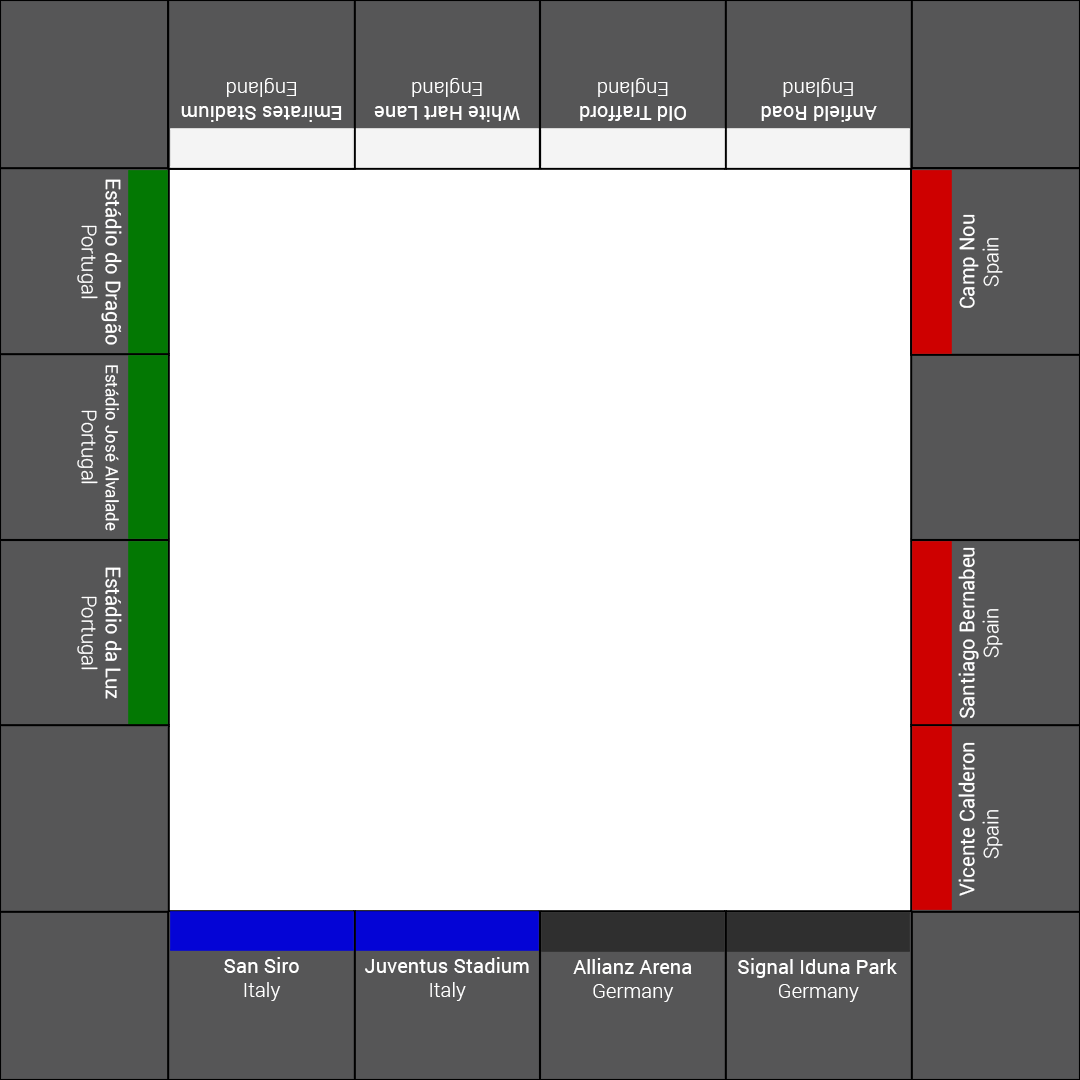 Emirates Stadium
England
White Hart Lane
England
Old Trafford
England
Anfield Road
England
Estádio do Dragão
Portugal
Camp Nou
Spain
Estádio José Alvalade
Portugal
Estádio da Luz
Portugal
Santiago Bernabeu
Spain
Vicente Calderon
Spain
San Siro
Italy
Juventus Stadium
Italy
Allianz Arena
Germany
Signal Iduna Park
Germany